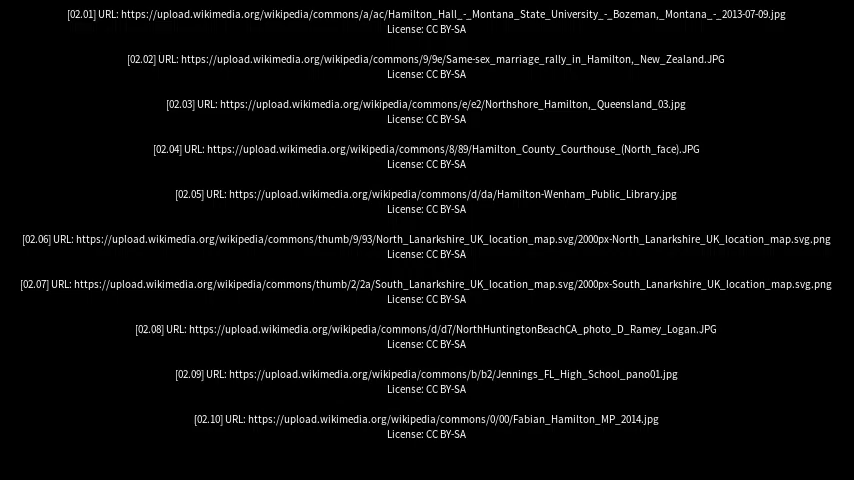 [02.01] URL: https://upload.wikimedia.org/wikipedia/commons/a/ac/Hamilton_Hall_-_Montana_State_University_-_Bozeman,_Montana_-_2013-07-09.jpg
License: CC BY-SA
[02.02] URL: https://upload.wikimedia.org/wikipedia/commons/9/9e/Same-sex_marriage_rally_in_Hamilton,_New_Zealand.JPG
License: CC BY-SA
[02.03] URL: https://upload.wikimedia.org/wikipedia/commons/e/e2/Northshore_Hamilton,_Queensland_03.jpg
License: CC BY-SA
[02.04] URL: https://upload.wikimedia.org/wikipedia/commons/8/89/Hamilton_County_Courthouse_(North_face).JPG
License: CC BY-SA
[02.05] URL: https://upload.wikimedia.org/wikipedia/commons/d/da/Hamilton-Wenham_Public_Library.jpg
License: CC BY-SA
[02.06] URL: https://upload.wikimedia.org/wikipedia/commons/thumb/9/93/North_Lanarkshire_UK_location_map.svg/2000px-North_Lanarkshire_UK_location_map.svg.png
License: CC BY-SA
[02.07] URL: https://upload.wikimedia.org/wikipedia/commons/thumb/2/2a/South_Lanarkshire_UK_location_map.svg/2000px-South_Lanarkshire_UK_location_map.svg.png
License: CC BY-SA
[02.08] URL: https://upload.wikimedia.org/wikipedia/commons/d/d7/NorthHuntingtonBeachCA_photo_D_Ramey_Logan.JPG
License: CC BY-SA
[02.09] URL: https://upload.wikimedia.org/wikipedia/commons/b/b2/Jennings_FL_High_School_pano01.jpg
License: CC BY-SA
[02.10] URL: https://upload.wikimedia.org/wikipedia/commons/0/00/Fabian_Hamilton_MP_2014.jpg
License: CC BY-SA